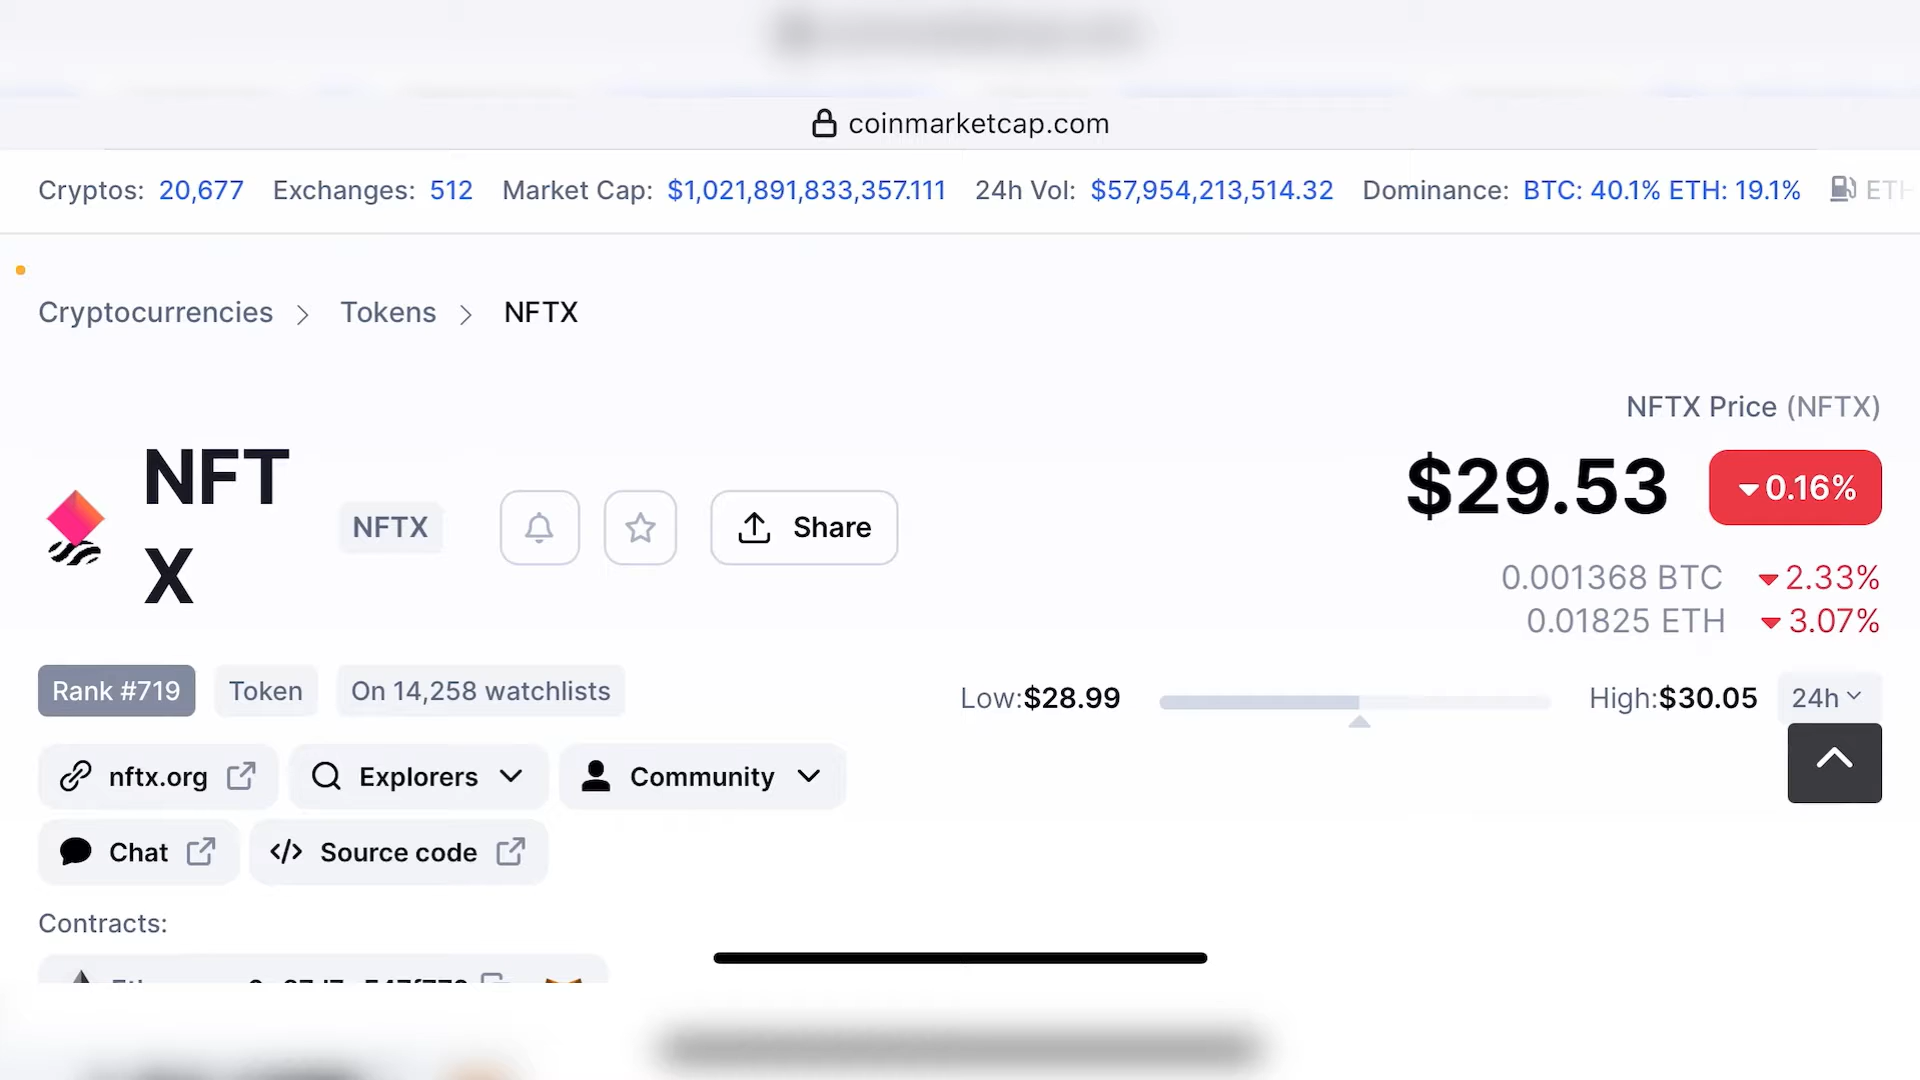 coinmarketcap.com
Cryptos: 20,677 Exchanges: 512 Market Cap: $1,021,891,833,357.111 24h Vol: $57,954,213,514.32 Dominance: BTC: 40.1% ETH: 19.1% ETH
Cryptocurrencies > Tokens > NFTX
NFTX Price (NFTX)
NFT
X
NFTX
Share
$29.53 0.16%
0.001368 BTC 2.33%
0.01825 ETH 3.07%
Rank #719 Token On 14,258 watchlists
Low:$28.99 High:$30.05 24h
nftx.org Explorers Community
Chat Source code
Contracts: